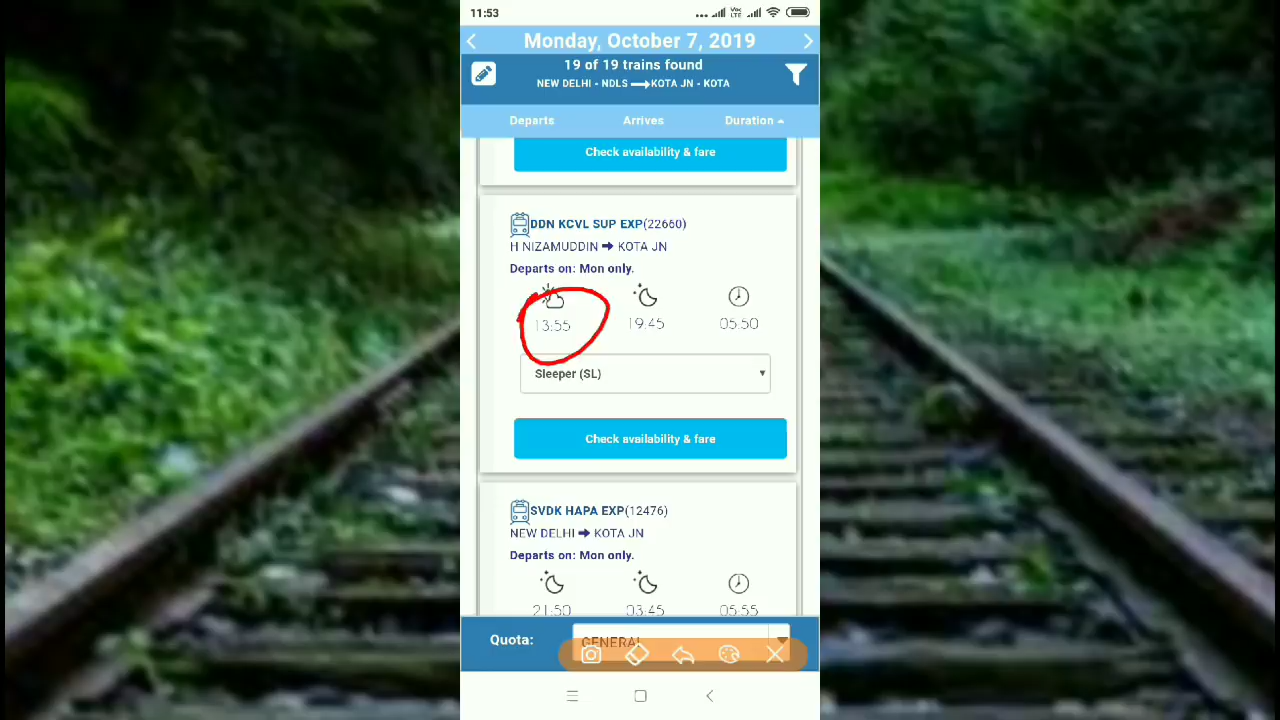 11:53
Vo LTE
Monday, October 7, 2019
19 of 19 trains found
NEW DELHI - NDLS KOTA JN - KOTA
Departs Arrives Duration
Check availability & fare
DDN KCVL SUP EXP(22660)
H NIZAMUDDIN KOTA JN
Departs on: Mon only.
13:55 19:45 05:50
Sleeper (SL)
Check availability & fare
SVDK HAPA EXP(12476)
NEW DELHI KOTA JN
Departs on: Mon only.
21:50 03:45 05:55
Quota: GENERAL